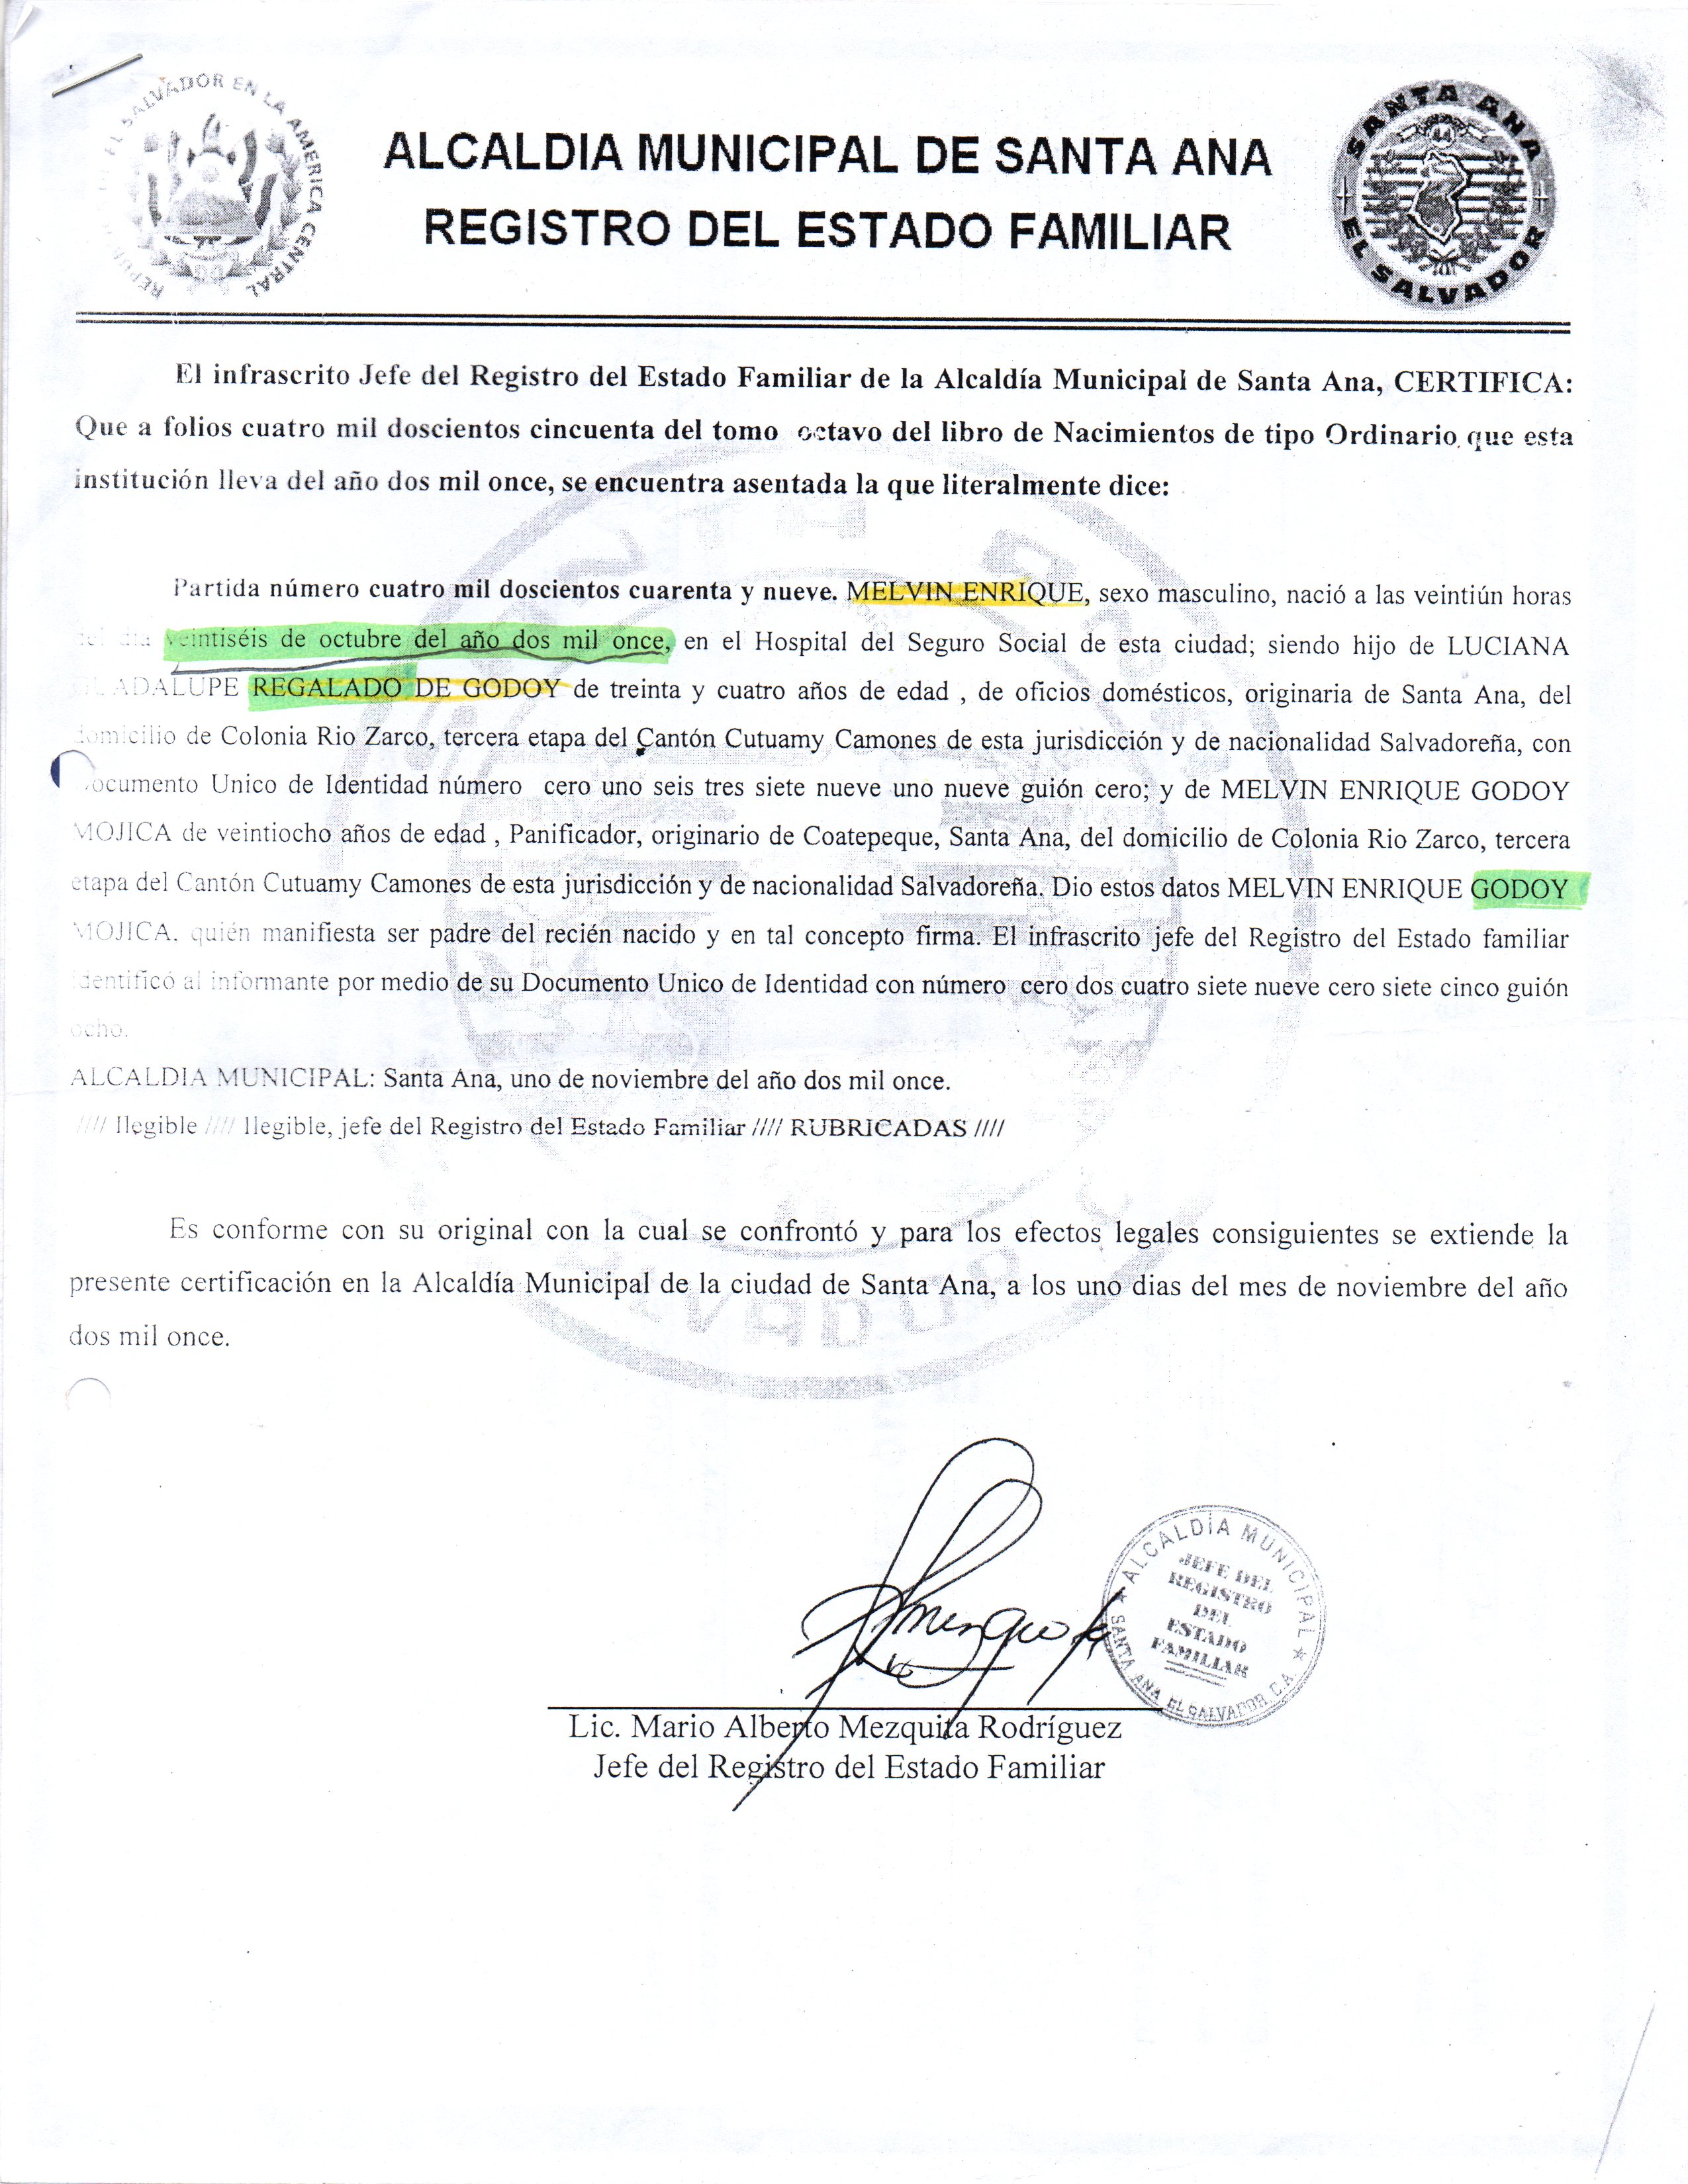 REPUBLICA DE EL SALVADOR EN LA AMERICA CENTRAL
ALCALDIA MUNICIPAL DE SANTA ANA
REGISTRO DEL ESTADO FAMILIAR
SANTA ANA
EL SALVADOR
El infrascrito Jefe del Registro del Estado Familiar de la Alcaldía Municipal de Santa Ana, CERTIFICA:
Que a folios cuatro mil doscientos cincuenta del tomo octavo del libro de Nacimientos de tipo Ordinario que esta
institución lleva del año dos mil once, se encuentra asentada la que literalmente dice:
Partida número cuatro mil doscientos cuarenta y nueve. MELVIN ENRIQUE, sexo masculino, nació a las veintiún horas
del dia veintiséis de octubre del año dos mil once, en el Hospital del Seguro Social de esta ciudad; siendo hijo de LUCIANA
GUADALUPE REGALADO DE GODOY de treinta y cuatro años de edad , de oficios domésticos, originaria de Santa Ana, del
domicilio de Colonia Rio Zarco, tercera etapa del Cantón Cutuamy Camones de esta jurisdicción y de nacionalidad Salvadoreña, con
Documento Unico de Identidad número cero uno seis tres siete nueve uno nueve guión cero; y de MELVIN ENRIQUE GODOY
MOJICA de veintiocho años de edad , Panificador, originario de Coatepeque, Santa Ana, del domicilio de Colonia Rio Zarco, tercera
etapa del Cantón Cutuamy Camones de esta jurisdicción y de nacionalidad Salvadoreña. Dio estos datos MELVIN ENRIQUE GODOY
MOJICA. quién manifiesta ser padre del recién nacido y en tal concepto firma. El infrascrito jefe del Registro del Estado familiar
identificó al informante por medio de su Documento Unico de Identidad con número cero dos cuatro siete nueve cero siete cinco guión
ocho.
ALCALDIA MUNICIPAL: Santa Ana, uno de noviembre del año dos mil once.
//// Ilegible //// Ilegible, jefe del Registro del Estado Familiar //// RUBRICADAS ////
Es conforme con su original con la cual se confrontó y para los efectos legales consiguientes se extiende la
presente certificación en la Alcaldía Municipal de la ciudad de Santa Ana, a los uno dias del mes de noviembre del año
dos mil once.
ALCALDÍA MUNICIPAL
JEFE DEL
REGISTRO
DEL
ESTADO
FAMILIAR
SANTA ANA EL SALVADOR, C.A.
Lic. Mario Alberto Mezquita Rodríguez
Jefe del Registro del Estado Familiar